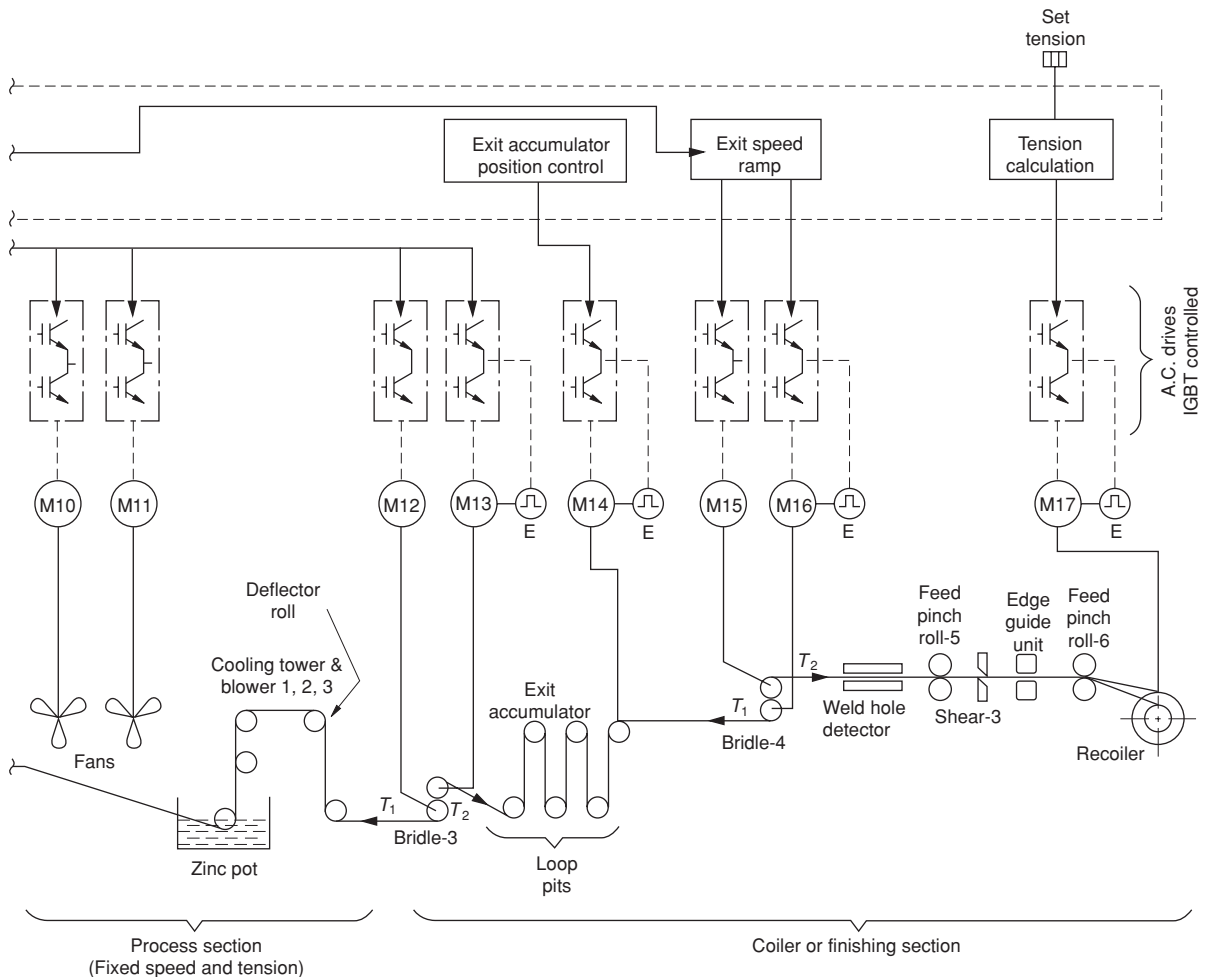 Set
tension
Exit accumulator
position control
Exit speed
ramp
Tension
calculation
A.C. drives
IGBT controlled
M10
M11
M12
M13
M14
M15
M16
M17
E
E
E
E
Deflector
roll
Cooling tower &
blower 1, 2, 3
Exit
accumulator
Feed
pinch
roll-5
Edge
guide
unit
Feed
pinch
roll-6
T2
T1
Weld hole
detector
Shear-3
Bridle-4
Recoiler
Fans
T1
T2
Bridle-3
Zinc pot
Loop
pits
Process section
(Fixed speed and tension)
Coiler or finishing section